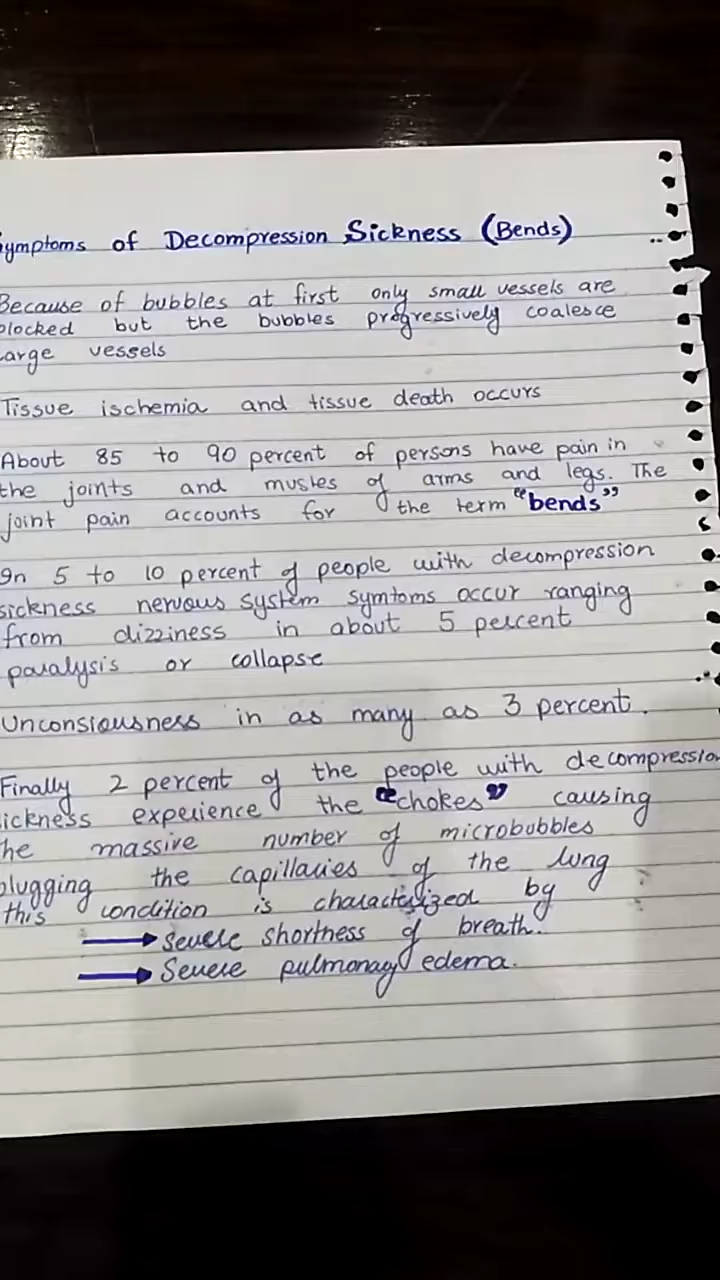 ymptoms of Decompression Sickness (Bends)
Because of bubbles at first only small vessels are
blocked but the bubbles progressively coalesce
large vessels
Tissue ischemia and tissue death occurs
About 85 to 90 percent of persons have pain in
the joints and musles of arms and legs. The
joint pain accounts for the term "bends"
In 5 to 10 percent of people with decompression
sickness nervous system symtoms occur ranging
from dizziness in about 5 percent
paralysis or collapse
Unconsiousness in as many as 3 percent.
Finally 2 percent of the people with decompressio
ickness experience the "chokes" causing
he massive number of microbubbles
plugging the capillaries of the lung
this condition is characterized by
→ severe shortness of breath.
→ Severe pulmonary edema.